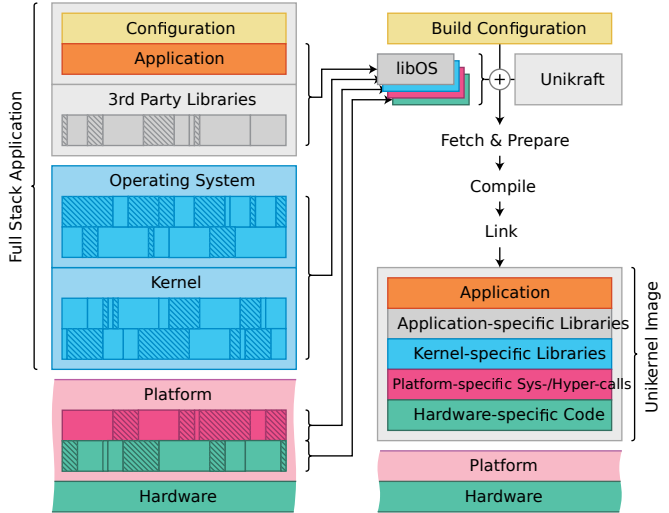 Full Stack Application
Configuration
Application
3rd Party Libraries
Operating System
Kernel
Platform
Hardware
Build Configuration
libOS
Unikraft
Fetch & Prepare
Compile
Link
Application
Application-specific Libraries
Kernel-specific Libraries
Platform-specific Sys-/Hyper-calls
Hardware-specific Code
Unikernel Image
Platform
Hardware